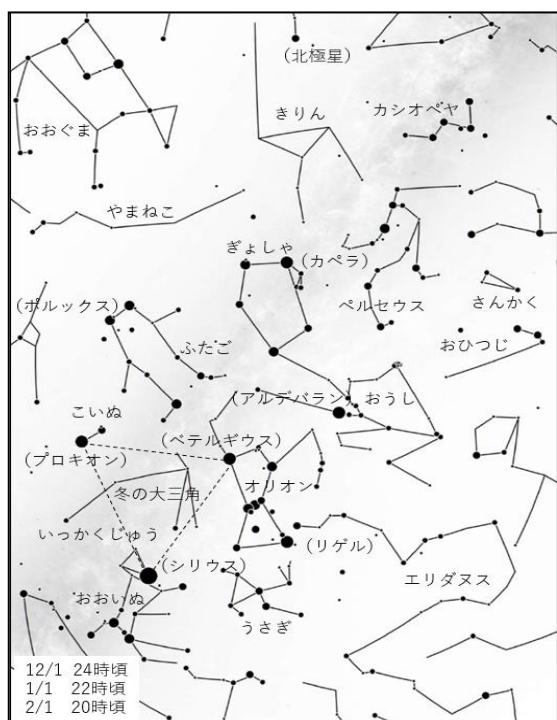 (北極星)
カシオペヤ
きりん
おおぐま
やまねこ
ぎょしゃ
(カペラ)
ペルセウス
さんかく
(ポルックス)
ふたご
おひつじ
(アルデバラン)
おうし
こいぬ
(ベテルギウス)
(プロキオン)
オリオン
冬の大三角
いっかくじゅう
(リゲル)
(シリウス)
エリダヌス
おおいぬ
うさぎ
12/1 24時頃
1/1 22時頃
2/1 20時頃